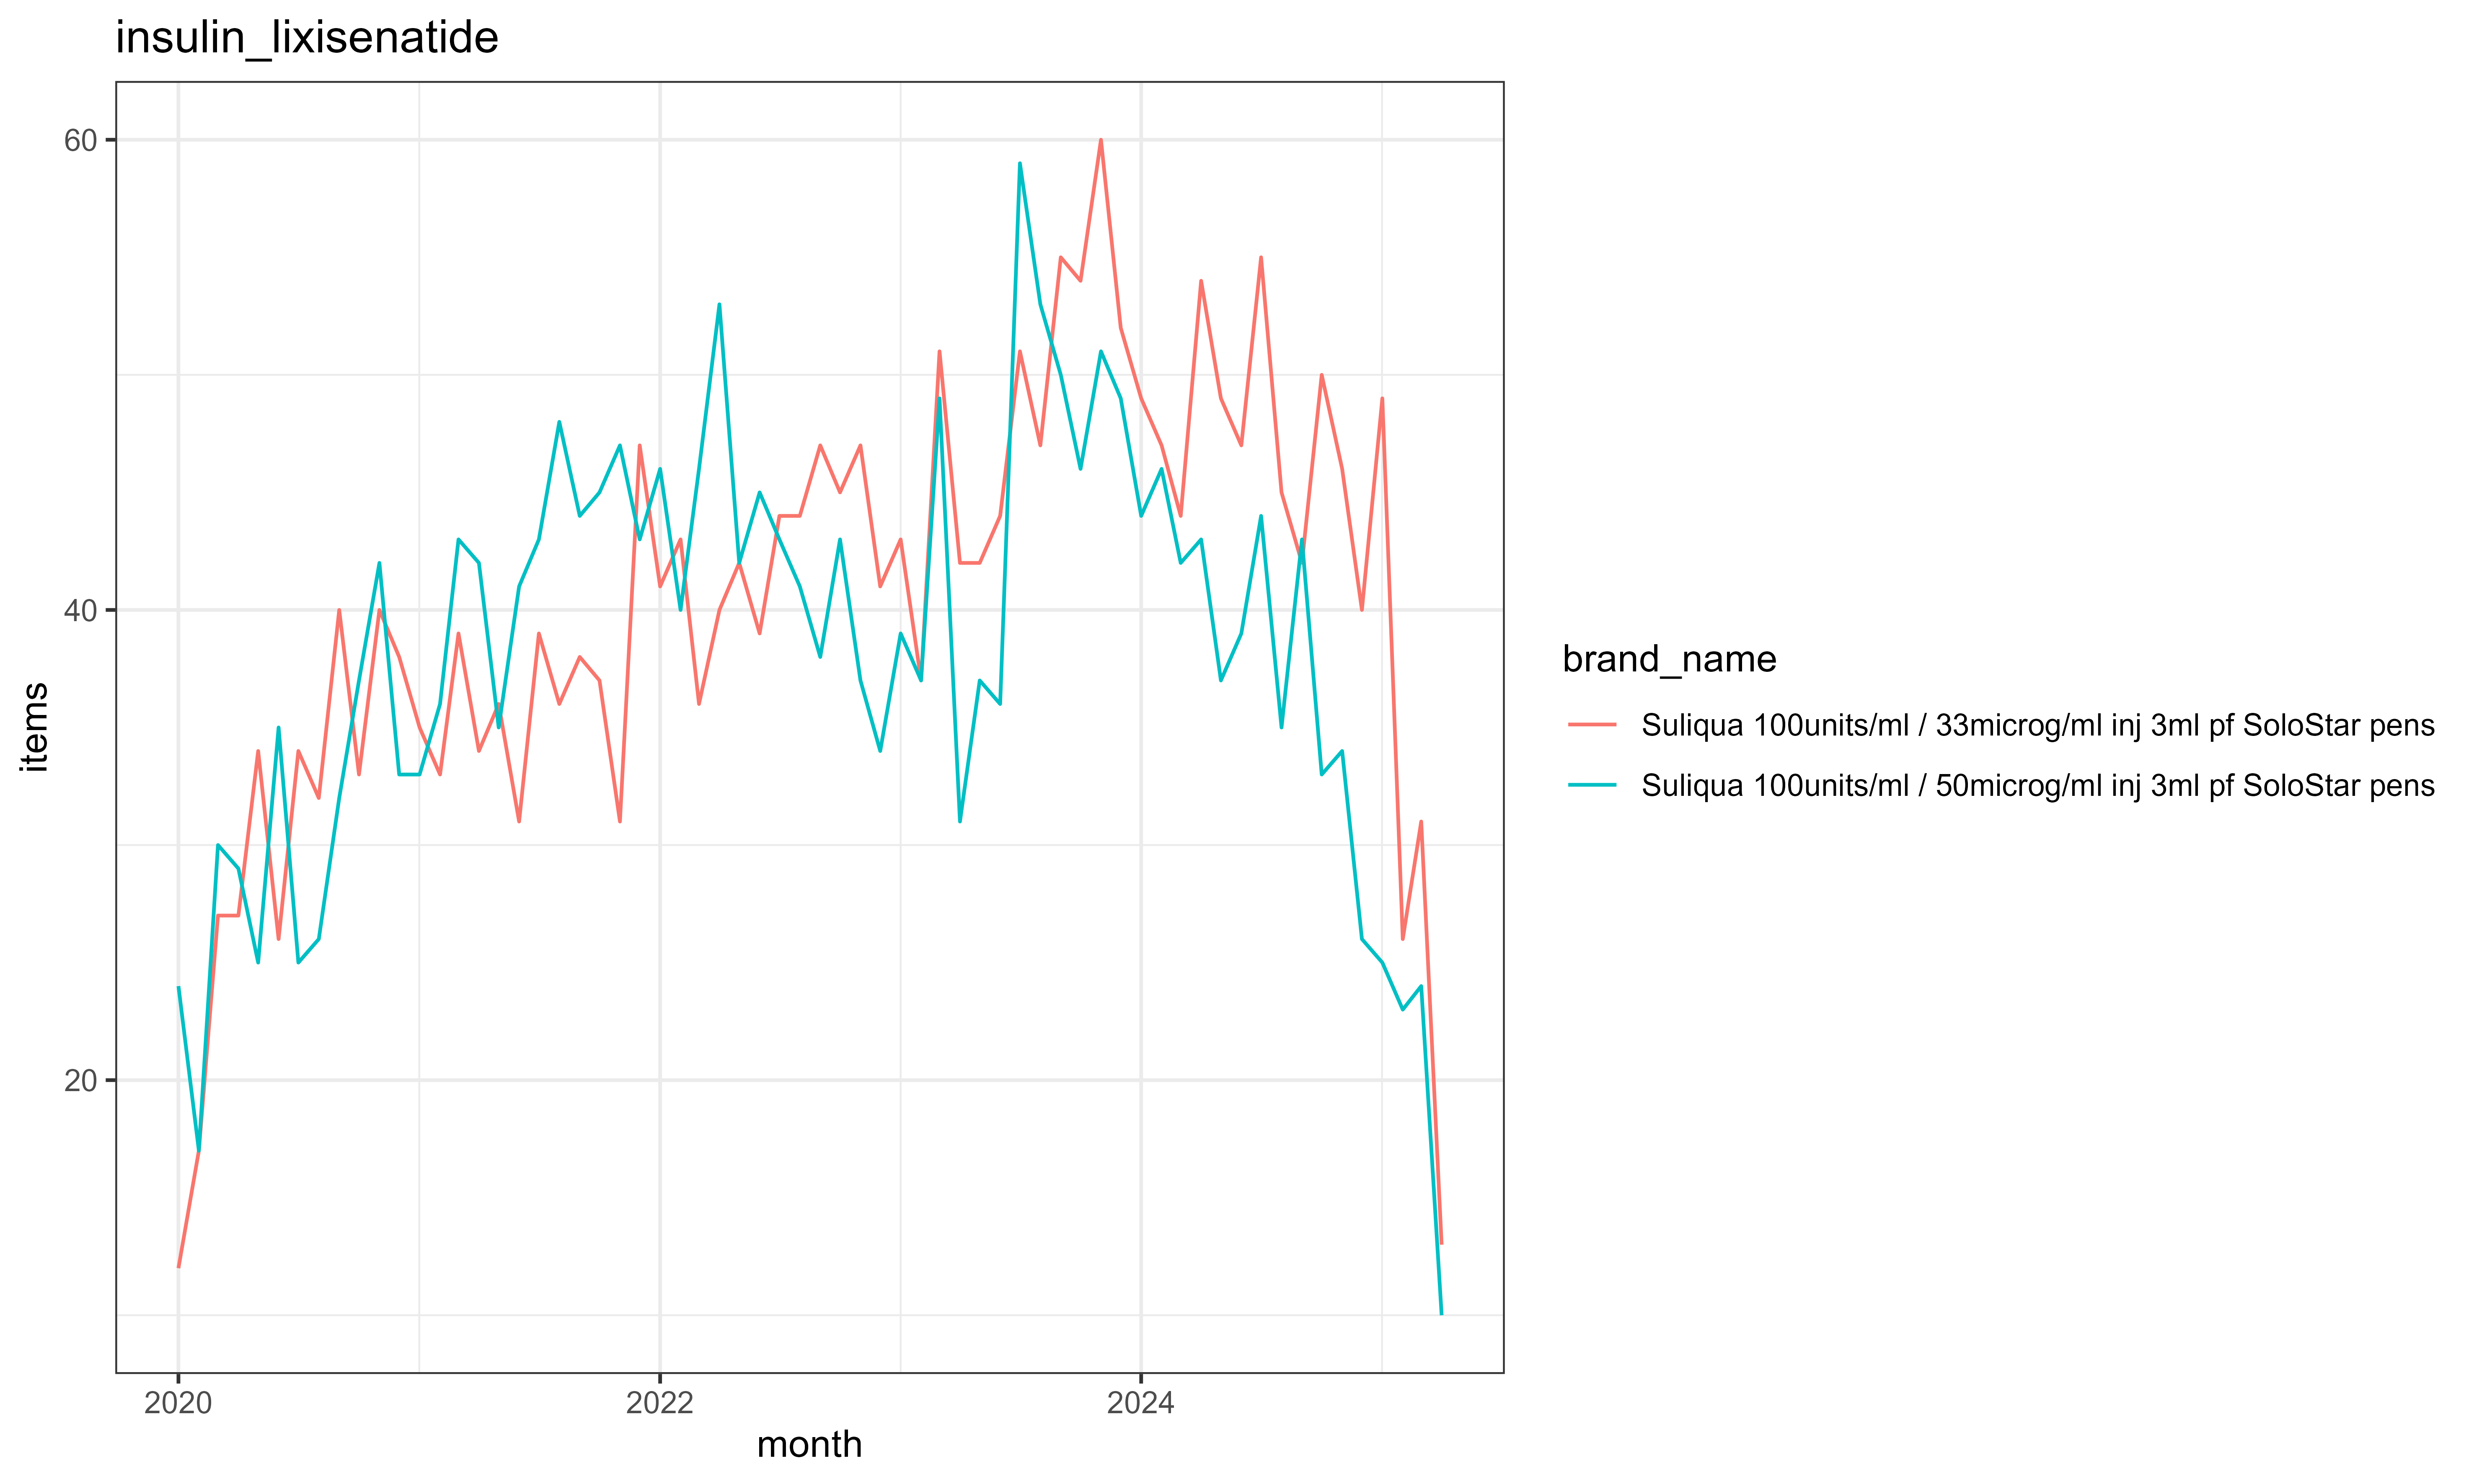 insulin_lixisenatide
60
40
20
items
2020
2022
2024
month
brand_name
Suliqua 100units/ml / 33microg/ml inj 3ml pf SoloStar pens
Suliqua 100units/ml / 50microg/ml inj 3ml pf SoloStar pens